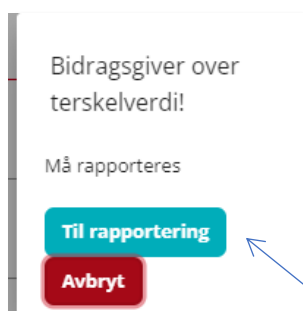 Bidragsgiver over
terskelverdi!
Må rapporteres
Til rapportering
Avbryt